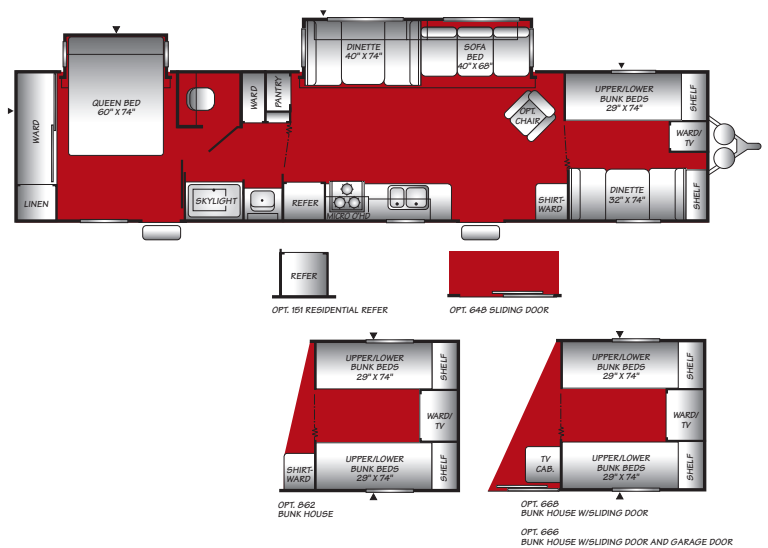 DINETTE
40" X 74"
SOFA
BED
40" X 68"
QUEEN BED
60" X 74"
WARD
WARD
PANTRY
OPT.
CHAIR
UPPER/LOWER
BUNK BEDS
29" X 74"
SHELF
WARD/
TV
LINEN
SKYLIGHT
REFER
MICRO O'HD
SHIRT-
WARD
DINETTE
32" X 74"
SHELF
REFER
OPT. 151 RESIDENTIAL REFER
OPT. 648 SLIDING DOOR
UPPER/LOWER
BUNK BEDS
29" X 74"
SHELF
WARD/
TV
SHIRT-
WARD
UPPER/LOWER
BUNK BEDS
29" X 74"
SHELF
OPT. 862
BUNK HOUSE
UPPER/LOWER
BUNK BEDS
29" X 74"
SHELF
WARD/
TV
TV
CAB.
UPPER/LOWER
BUNK BEDS
29" X 74"
SHELF
OPT. 668
BUNK HOUSE W/SLIDING DOOR
OPT. 666
BUNK HOUSE W/SLIDING DOOR AND GARAGE DOOR